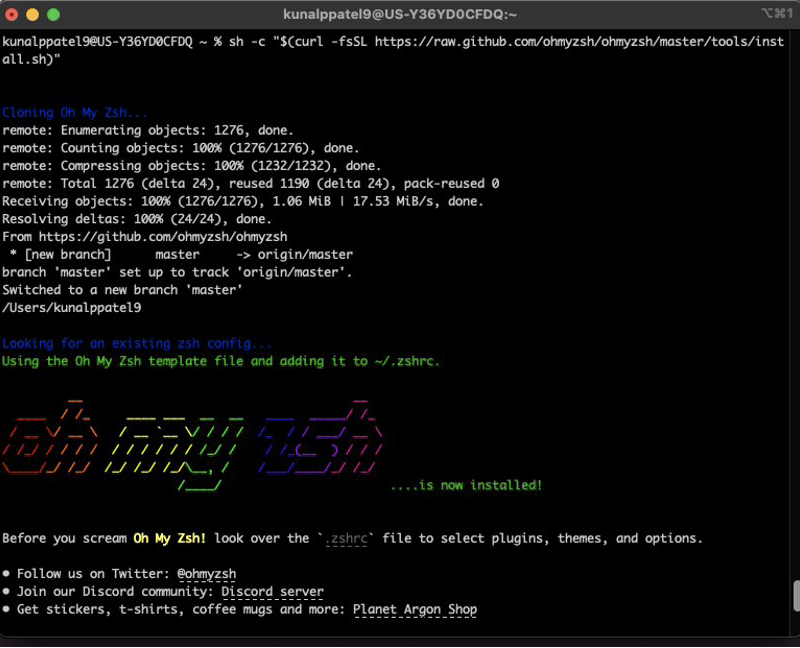 kunalppatel9@US-Y36YD0CFDQ:~
⌥⌘1
kunalppatel9@US-Y36YD0CFDQ ~ % sh -c "$(curl -fsSL https://raw.github.com/ohmyzsh/ohmyzsh/master/tools/inst
all.sh)"
Cloning Oh My Zsh...
remote: Enumerating objects: 1276, done.
remote: Counting objects: 100% (1276/1276), done.
remote: Compressing objects: 100% (1232/1232), done.
remote: Total 1276 (delta 24), reused 1190 (delta 24), pack-reused 0
Receiving objects: 100% (1276/1276), 1.06 MiB | 17.53 MiB/s, done.
Resolving deltas: 100% (24/24), done.
From https://github.com/ohmyzsh/ohmyzsh
 * [new branch]      master     -> origin/master
branch 'master' set up to track 'origin/master'.
Switched to a new branch 'master'
/Users/kunalppatel9
Looking for an existing zsh config...
Using the Oh My Zsh template file and adding it to ~/.zshrc.
oh my zsh
....is now installed!
Before you scream Oh My Zsh! look over the `.zshrc` file to select plugins, themes, and options.
• Follow us on Twitter: @ohmyzsh
• Join our Discord community: Discord server
• Get stickers, t-shirts, coffee mugs and more: Planet Argon Shop